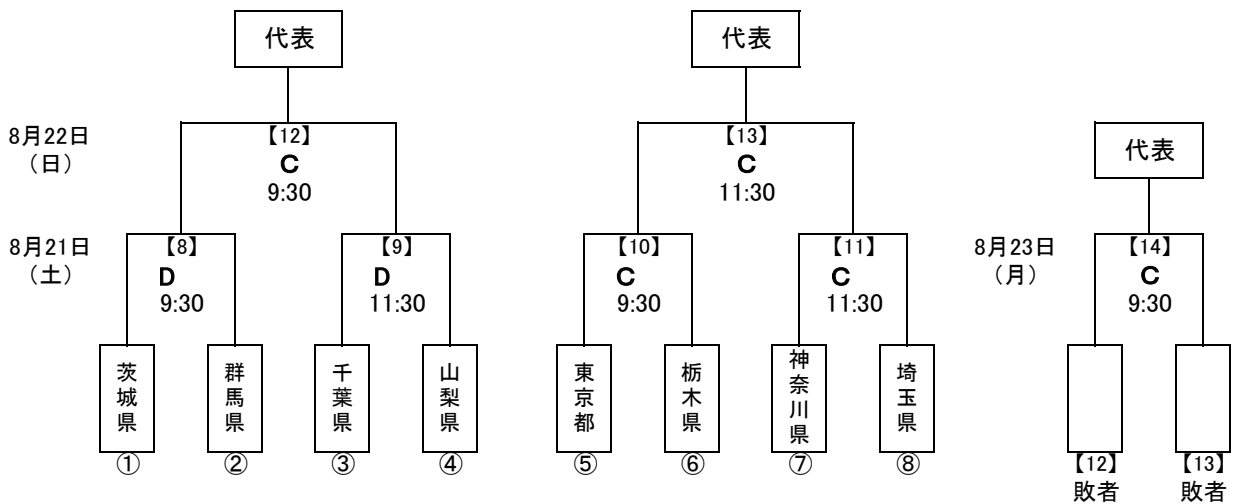 代表
代表
8月22日
（日）
【12】
C
9:30
【13】
C
11:30
代表
8月21日
（土）
【8】
D
9:30
【9】
D
11:30
【10】
C
9:30
【11】
C
11:30
8月23日
（月）
【14】
C
9:30
茨城県
群馬県
千葉県
山梨県
東京都
栃木県
神奈川県
埼玉県
①
②
③
④
⑤
⑥
⑦
⑧
【12】
敗者
【13】
敗者